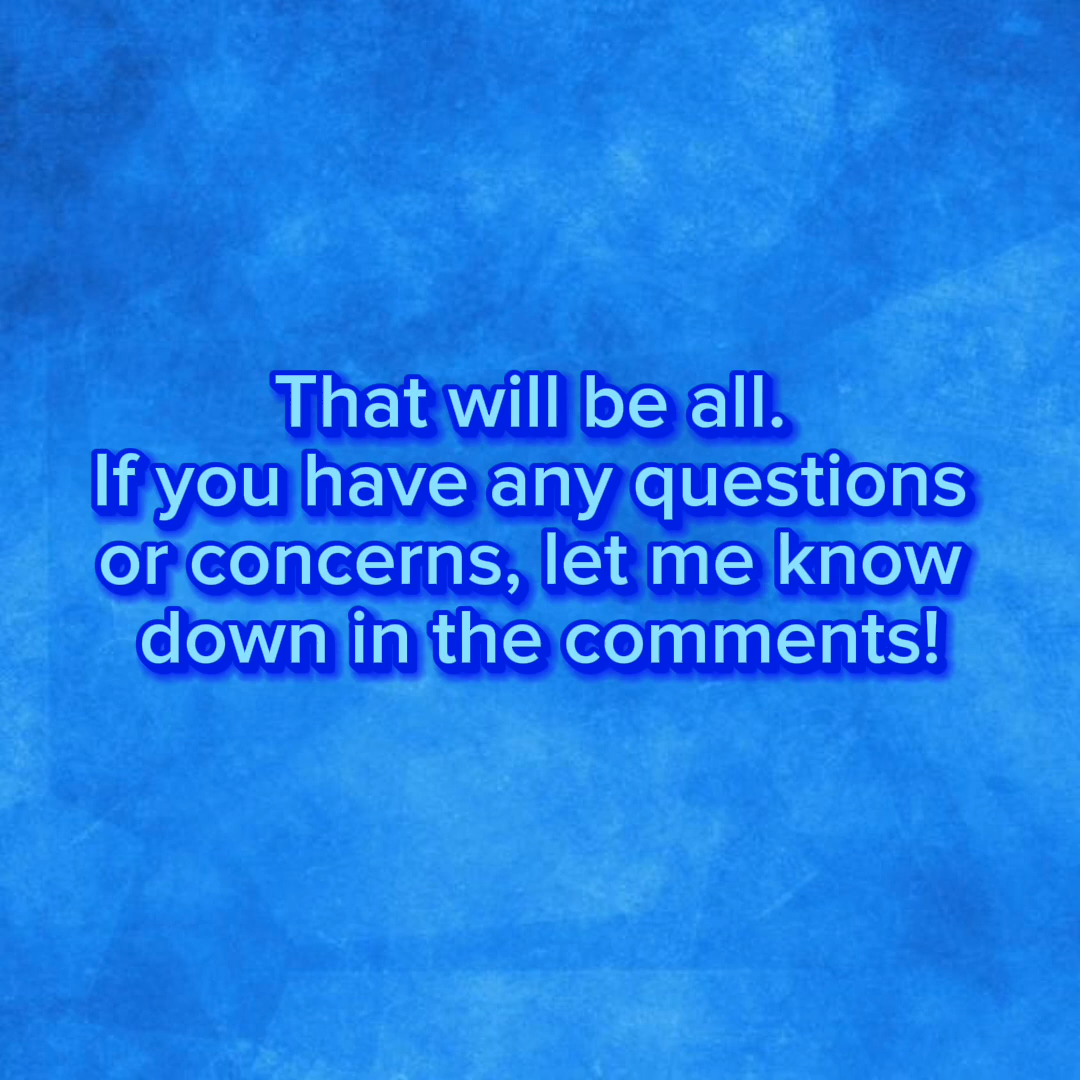 That will be all.
If you have any questions
or concerns, let me know
down in the comments!